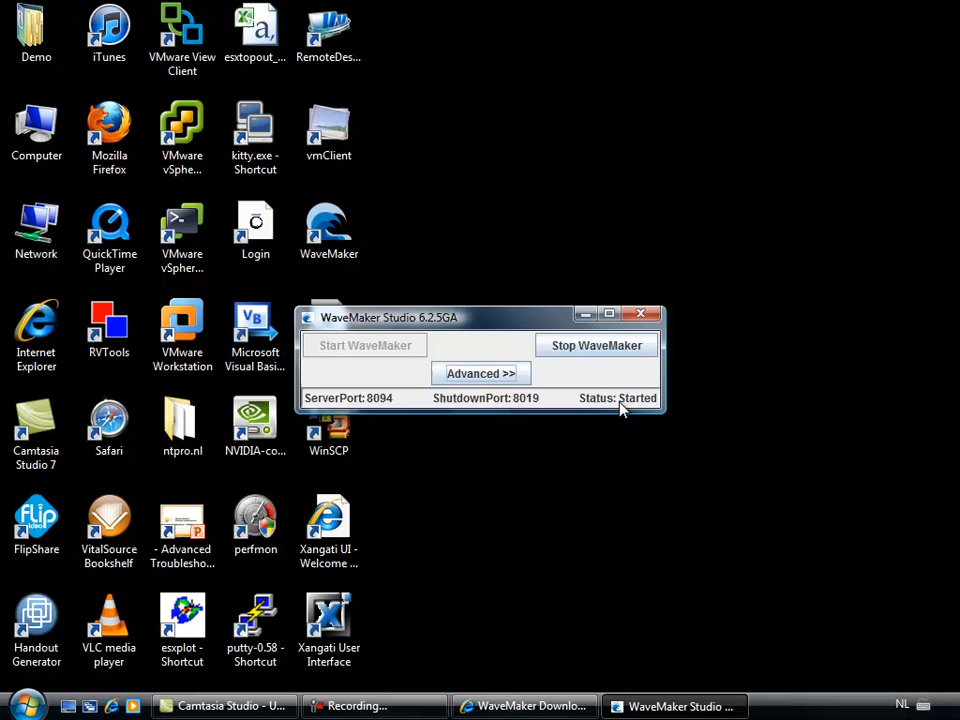 Demo
iTunes
VMware View
Client
esxtopout_...
RemoteDes...
Computer
Mozilla
Firefox
VMware
vSphe...
kitty.exe -
Shortcut
vmClient
Network
QuickTime
Player
VMware
vSpher...
Login
WaveMaker
Internet
Explorer
RVTools
VMware
Workstation
Microsoft
Visual Basi...
WaveMaker Studio 6.2.5GA
Start WaveMaker
Stop WaveMaker
Advanced >>
ServerPort: 8094
ShutdownPort: 8019
Status: Started
Camtasia
Studio 7
Safari
ntpro.nl
NVIDIA-co...
WinSCP
FlipShare
VitalSource
Bookshelf
- Advanced
Troublesho...
perfmon
Xangati UI -
Welcome ...
Handout
Generator
VLC media
player
esxplot -
Shortcut
putty-0.58 -
Shortcut
Xangati User
Interface
Camtasia Studio - U...
Recording...
WaveMaker Downlo...
WaveMaker Studio ...
NL